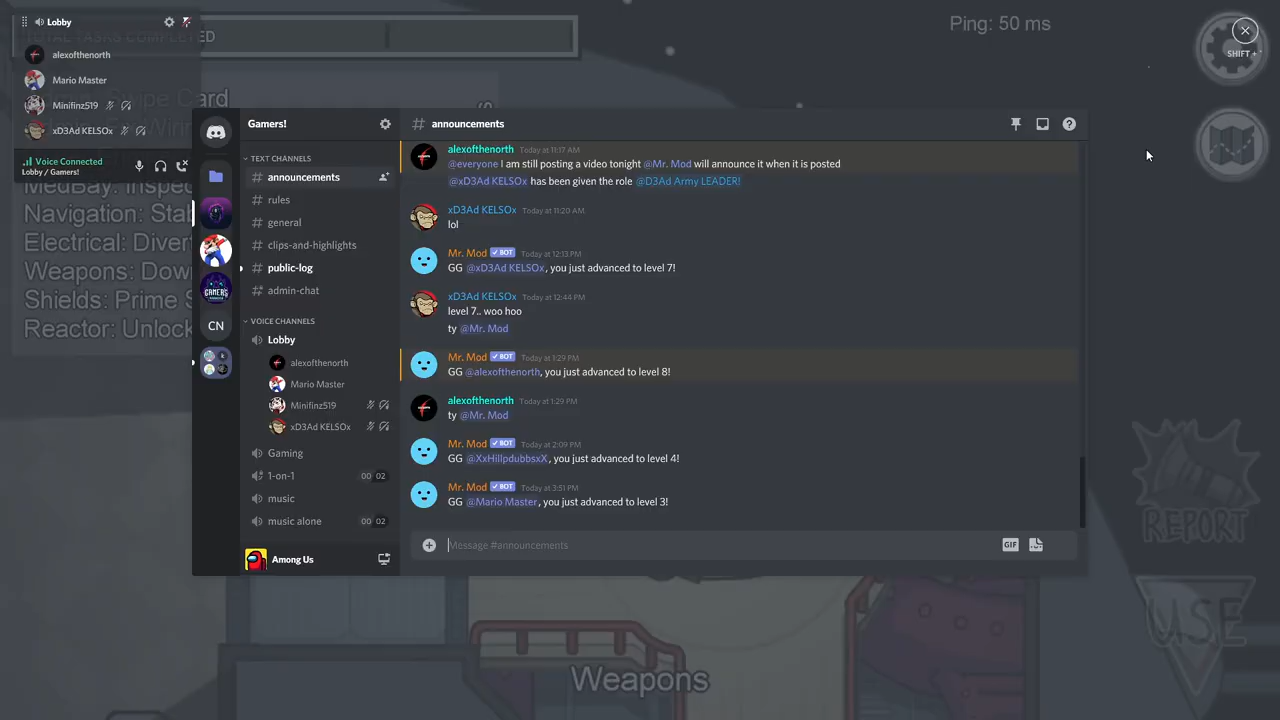 Lobby
alexofthenorth
Mario Master
Minifinz519
xD3Ad KELSOx
Voice Connected
Lobby / Gamers!
TOTAL TASKS COMPLETED
Ping: 50 ms
SHIFT +
Swipe Card
MedBay: Inspect
Navigation: Stab
Electrical: Divert
Weapons: Down
Shields: Prime S
Reactor: Unlock
Gamers!
TEXT CHANNELS
# announcements
# rules
# general
# clips-and-highlights
# public-log
# admin-chat
VOICE CHANNELS
Lobby
alexofthenorth
Mario Master
Minifinz519
xD3Ad KELSOx
Gaming
1-on-1 00 02
music
music alone 00 02
CN
Among Us
# announcements
alexofthenorth Today at 11:17 AM
@everyone I am still posting a video tonight @Mr. Mod will announce it when it is posted
@xD3Ad KELSOx has been given the role @D3Ad Army LEADER!
xD3Ad KELSOx Today at 11:20 AM
lol
Mr. Mod BOT Today at 12:13 PM
GG @xD3Ad KELSOx, you just advanced to level 7!
xD3Ad KELSOx Today at 12:44 PM
level 7.. woo hoo
ty @Mr. Mod
Mr. Mod BOT Today at 1:29 PM
GG @alexofthenorth, you just advanced to level 8!
alexofthenorth Today at 1:29 PM
ty @Mr. Mod
Mr. Mod BOT Today at 2:09 PM
GG @XxHillpdubbsxX, you just advanced to level 4!
Mr. Mod BOT Today at 3:51 PM
GG @Mario Master, you just advanced to level 3!
Message #announcements
GIF
REPORT
USE
Weapons